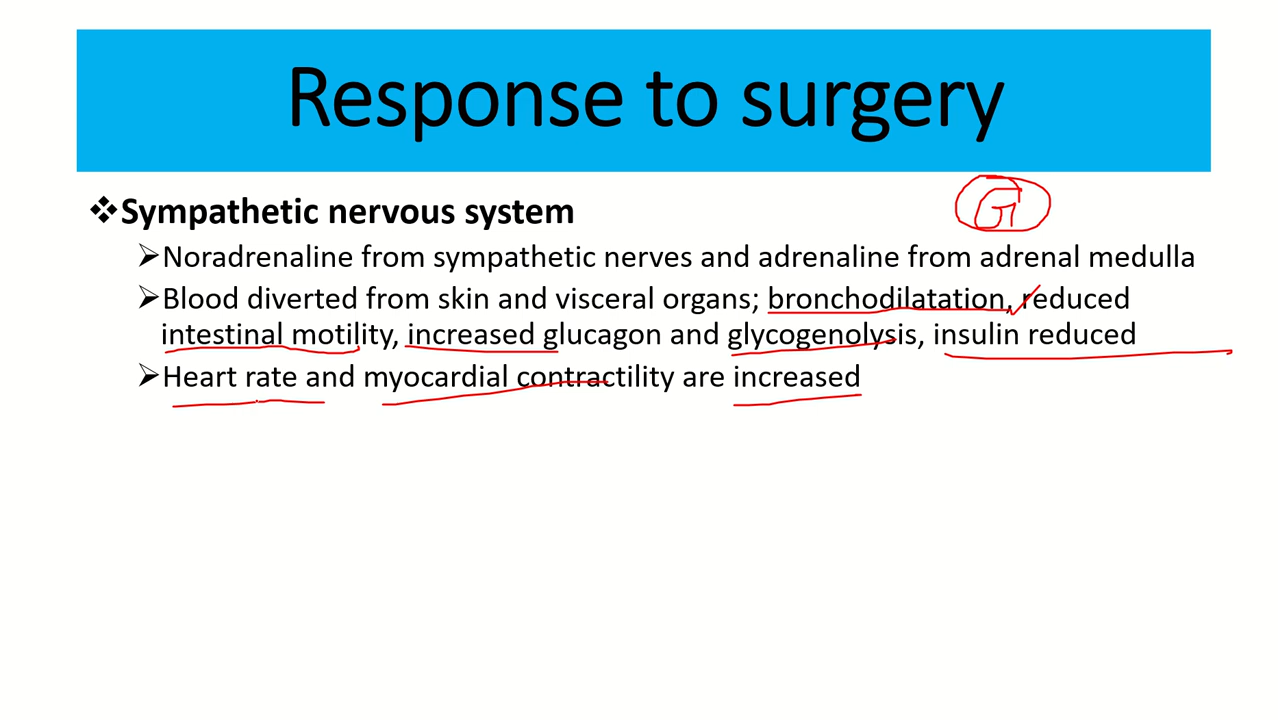 Response to surgery
Sympathetic nervous system
Noradrenaline from sympathetic nerves and adrenaline from adrenal medulla
Blood diverted from skin and visceral organs; bronchodilatation, reduced
intestinal motility, increased glucagon and glycogenolysis, insulin reduced
Heart rate and myocardial contractility are increased